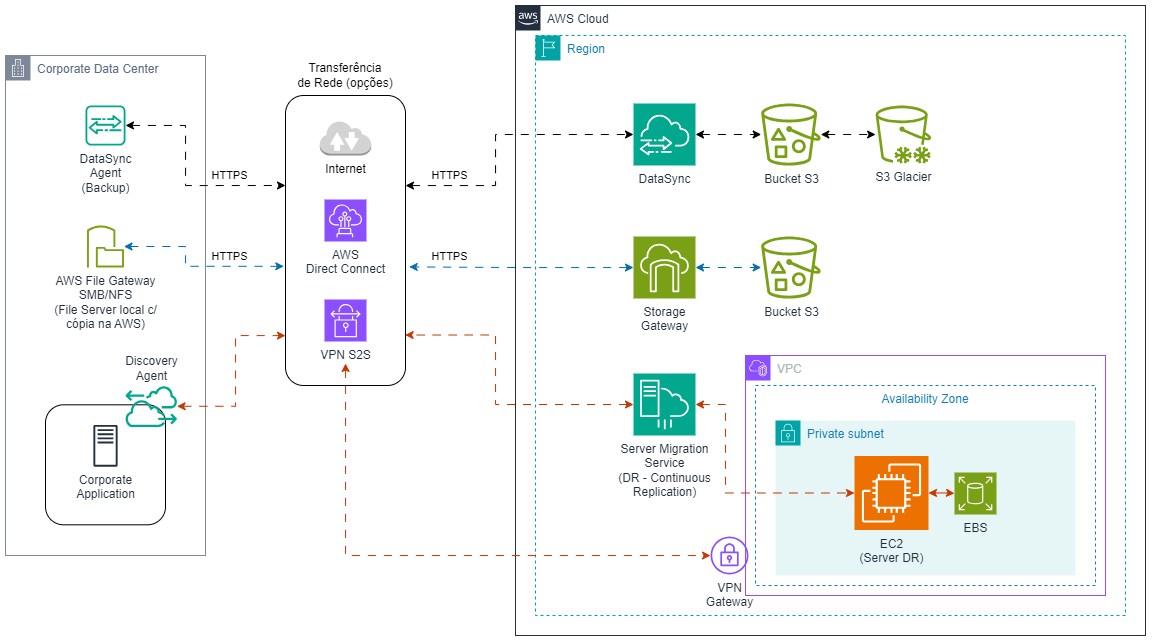 aws
AWS Cloud
Region
Corporate Data Center
Transferência
de Rede (opções)
DataSync
Agent
(Backup)
HTTPS
Internet
HTTPS
DataSync
Bucket S3
S3 Glacier
AWS File Gateway
SMB/NFS
(File Server local c/
cópia na AWS)
HTTPS
AWS
Direct Connect
HTTPS
Storage
Gateway
Bucket S3
VPN S2S
Discovery
Agent
Corporate
Application
Server Migration
Service
(DR - Continuous
Replication)
VPC
Availability Zone
Private subnet
EC2
(Server DR)
EBS
VPN
Gateway